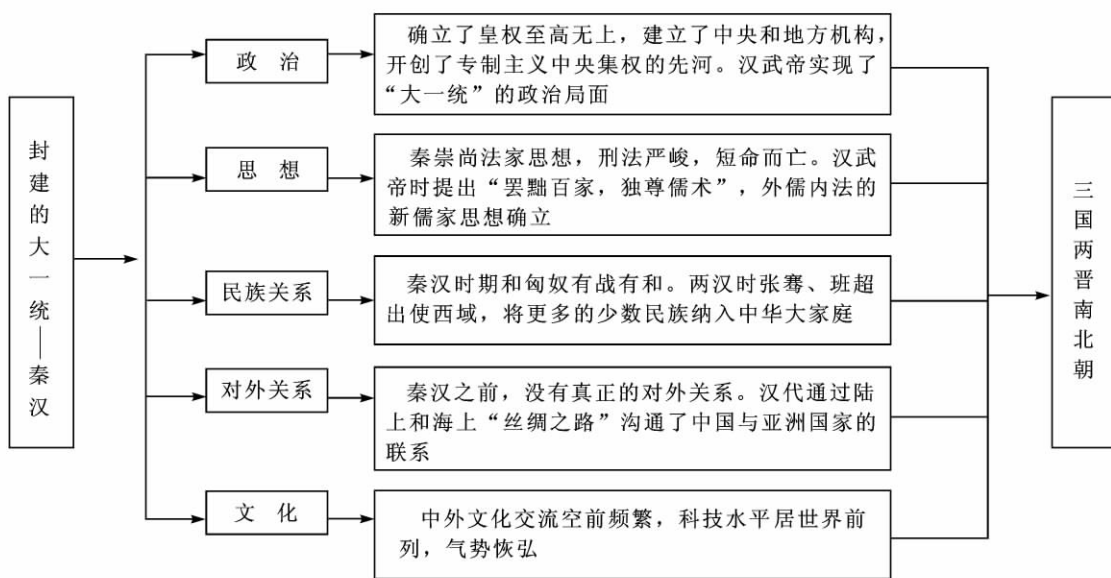 封建的大一统——秦汉
政 治
确立了皇权至高无上，建立了中央和地方机构，
开创了专制主义中央集权的先河。汉武帝实现了
“大一统”的政治局面
思 想
秦崇尚法家思想，刑法严峻，短命而亡。汉武
帝时提出“罢黜百家，独尊儒术”，外儒内法的
新儒家思想确立
民族关系
秦汉时期和匈奴有战有和。两汉时张骞、班超
出使西域，将更多的少数民族纳入中华大家庭
对外关系
秦汉之前，没有真正的对外关系。汉代通过陆
上和海上“丝绸之路”沟通了中国与亚洲国家的
联系
文 化
中外文化交流空前频繁，科技水平居世界前
列，气势恢弘
三国两晋南北朝